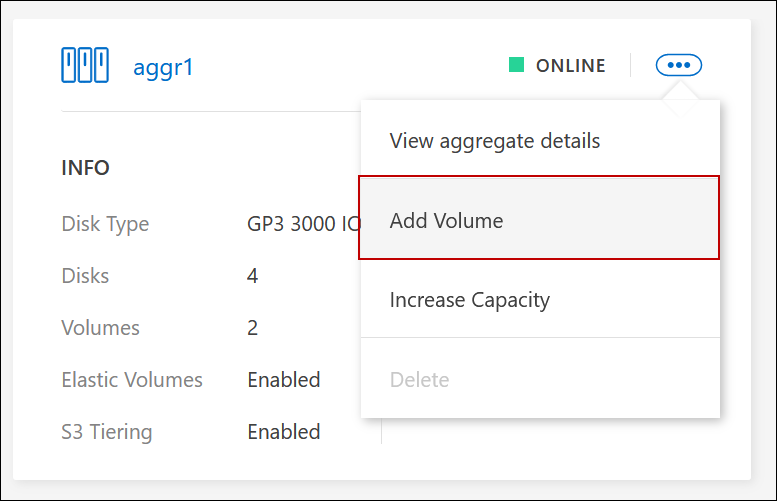 aggr1
ONLINE
View aggregate details
INFO
Disk Type GP3 3000 IO
Add Volume
Disks 4
Increase Capacity
Volumes 2
Elastic Volumes Enabled
Delete
S3 Tiering Enabled